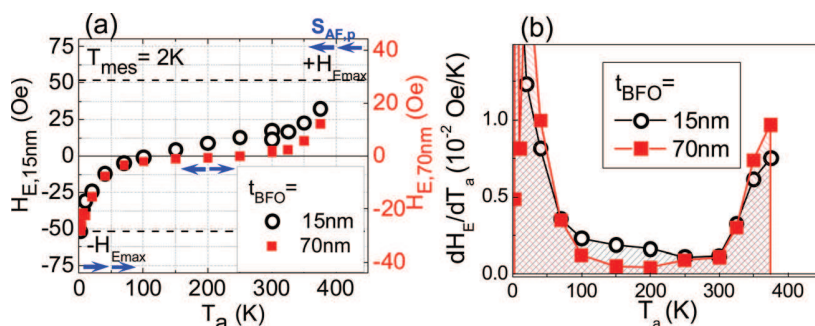 (a)
S_AF,p
T_mes = 2K
+H_Emax
H_E,15nm (Oe)
75
50
25
0
-25
-50
-75
-H_Emax
t_BFO=
15nm
70nm
40
20
0
-20
H_E,70nm (Oe)
0 100 200 300 400
T_a (K)
(b)
t_BFO=
15nm
70nm
dH_E/dT_a (10^-2 Oe/K)
1.0
0.5
0.0
0 100 200 300 400
T_a (K)